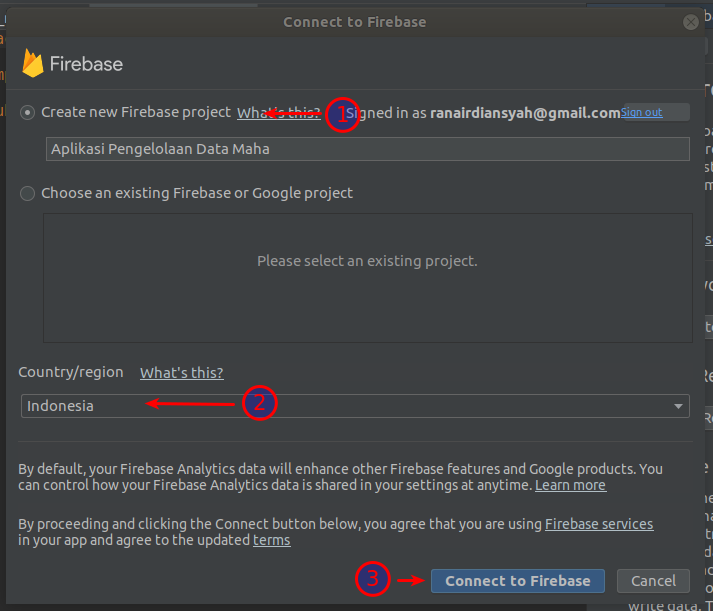 Connect to Firebase
Firebase
Create new Firebase project What's this? 1 Signed in as ranairdiansyah@gmail.com Sign out
Aplikasi Pengelolaan Data Maha
Choose an existing Firebase or Google project
Please select an existing project.
Country/region What's this?
Indonesia 2
By default, your Firebase Analytics data will enhance other Firebase features and Google products. You
can control how your Firebase Analytics data is shared in your settings at anytime. Learn more
By proceeding and clicking the Connect button below, you agree that you are using Firebase services
in your app and agree to the updated terms
3 Connect to Firebase Cancel
write data. T